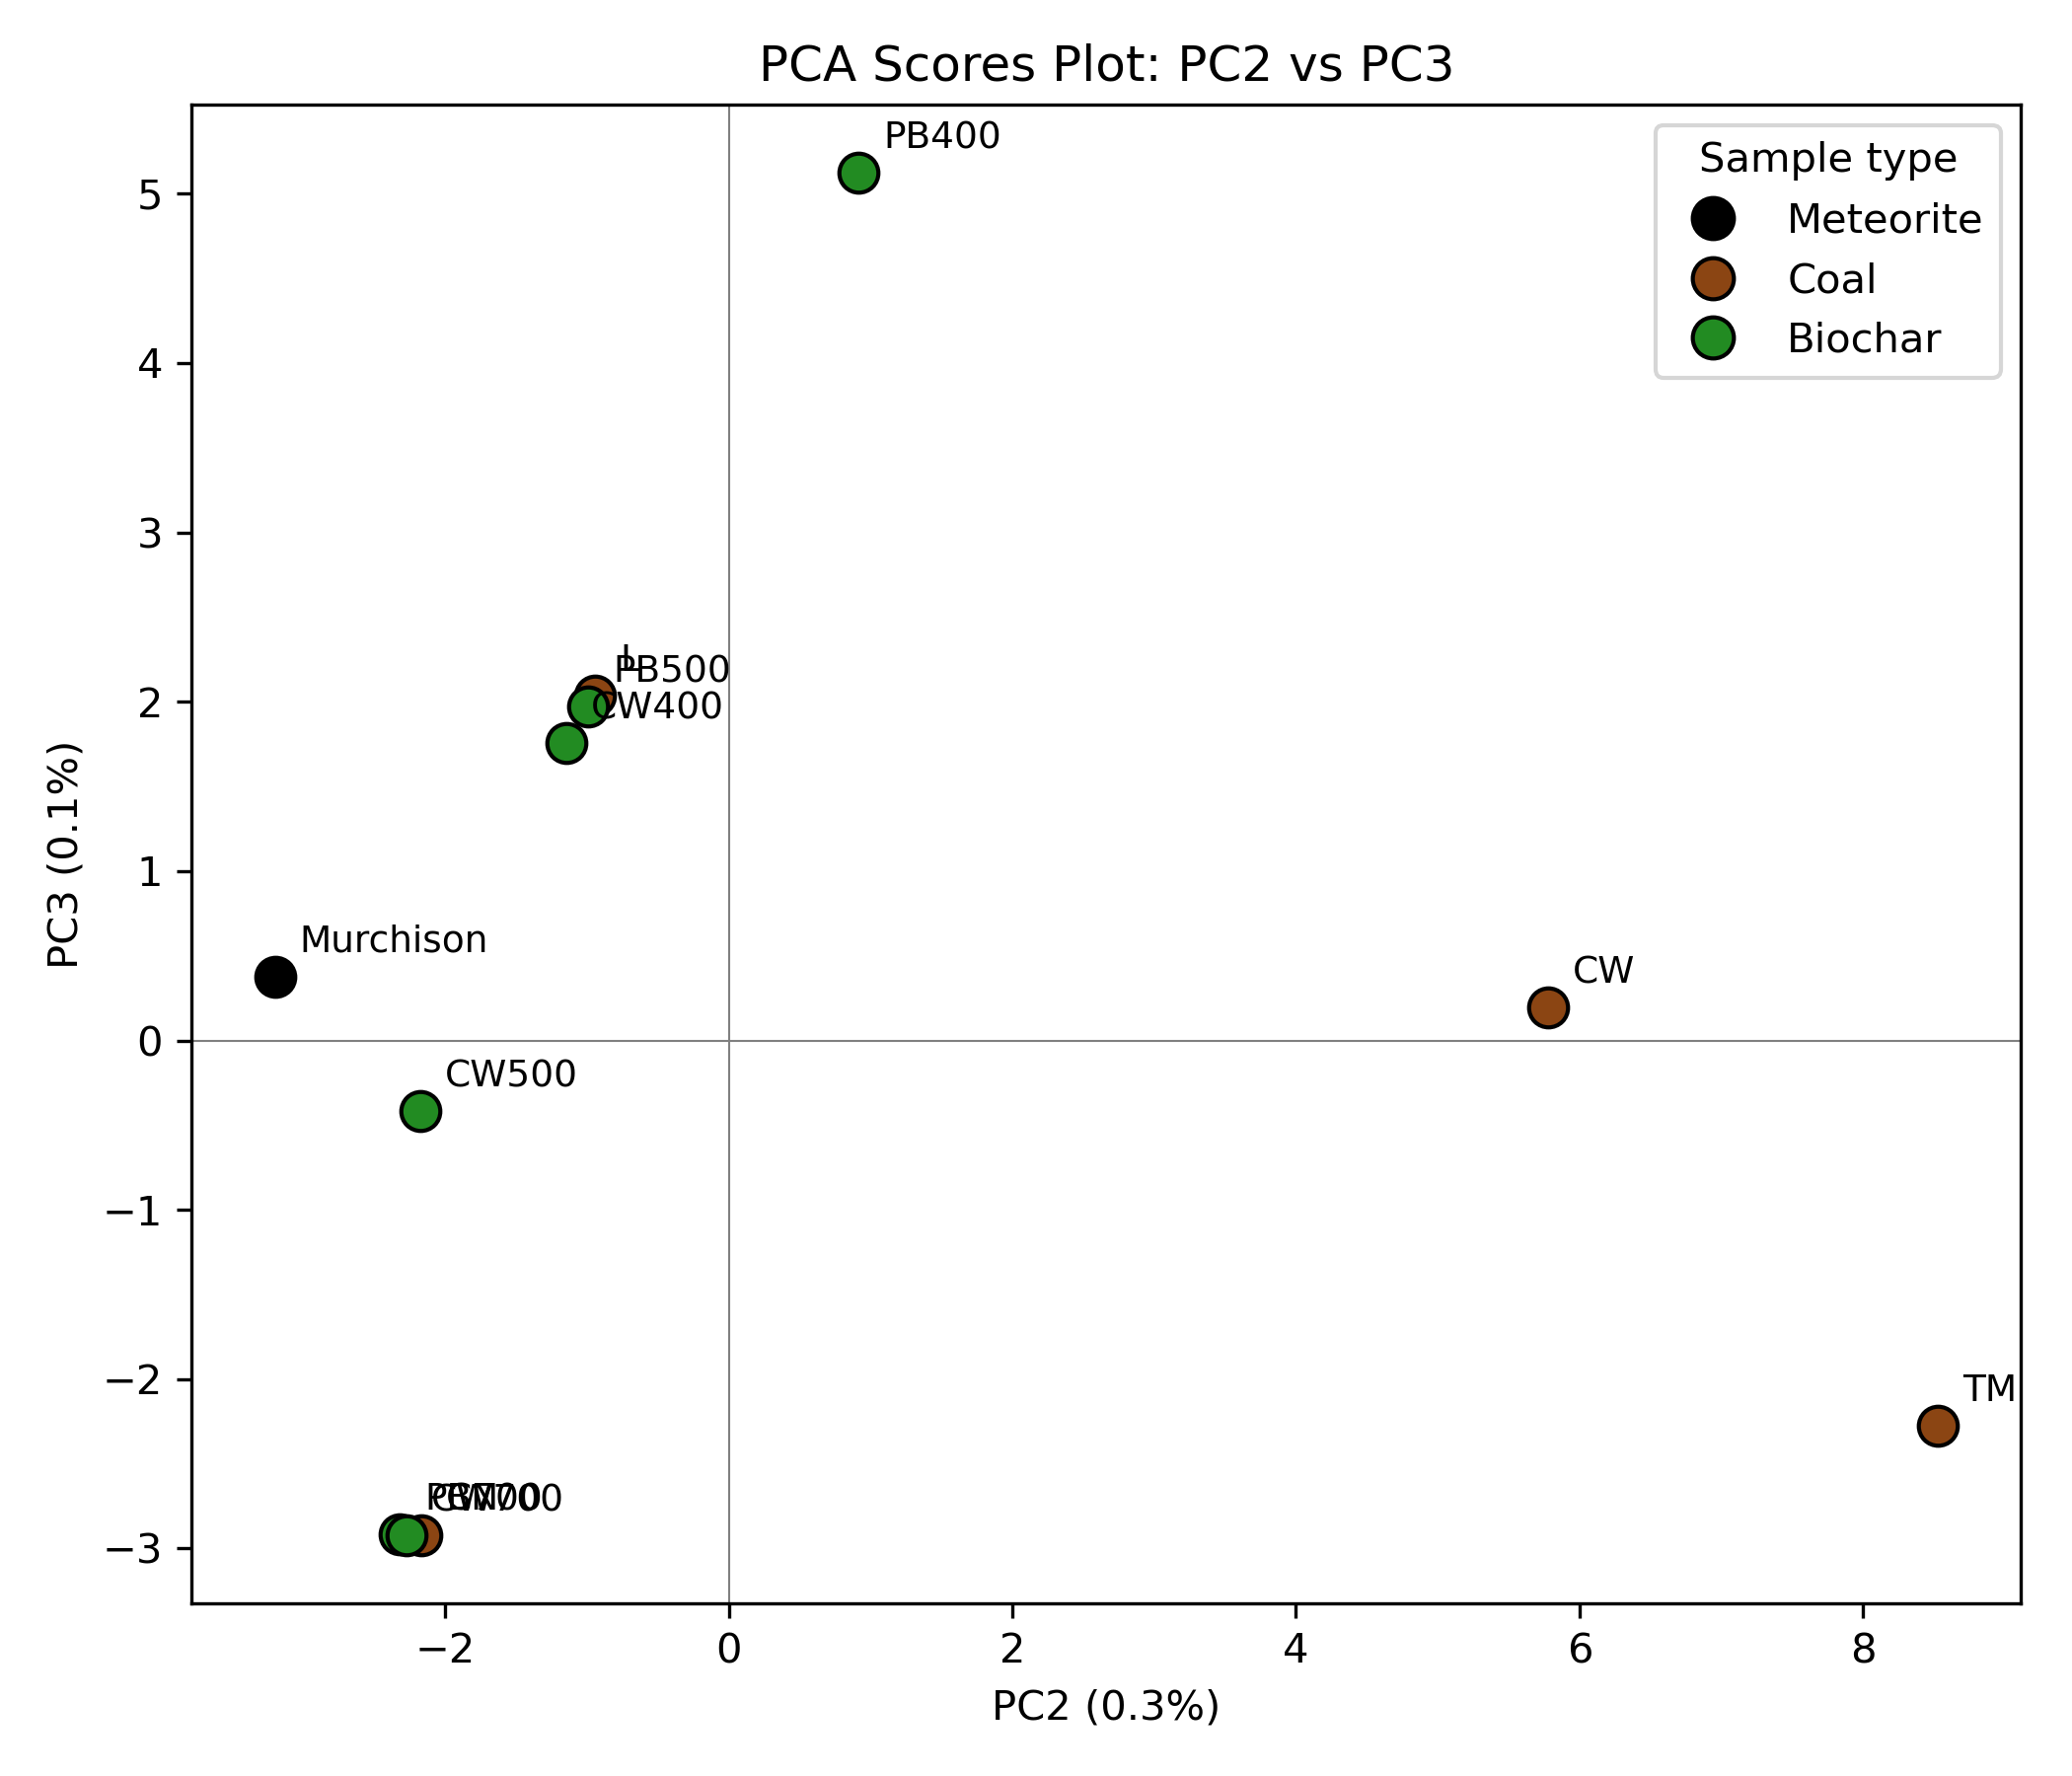 PCA Scores Plot: PC2 vs PC3
PB400
Sample type
Meteorite
Coal
Biochar
L
PB500
CW400
Murchison
CW
CW500
TM
PB700
CW700
5
4
3
2
1
0
−1
−2
−3
−2
0
2
4
6
8
PC3 (0.1%)
PC2 (0.3%)